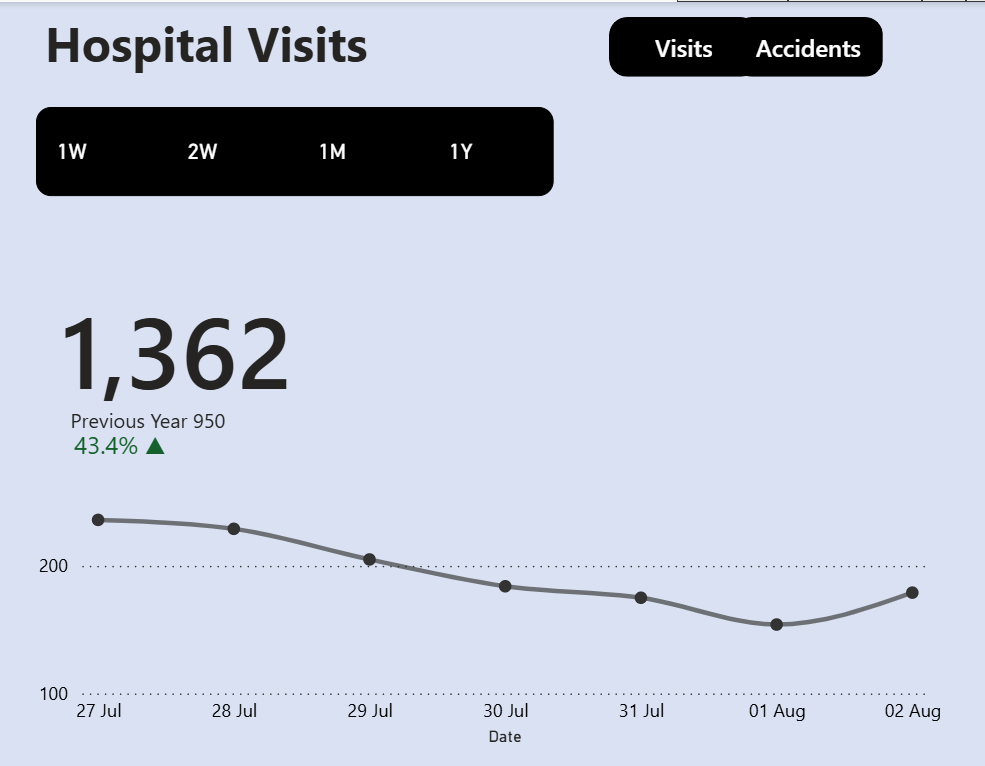 Hospital Visits
Visits Accidents
1W 2W 1M 1Y
1,362
Previous Year 950
43.4% ▲
200
100
27 Jul 28 Jul 29 Jul 30 Jul 31 Jul 01 Aug 02 Aug
Date